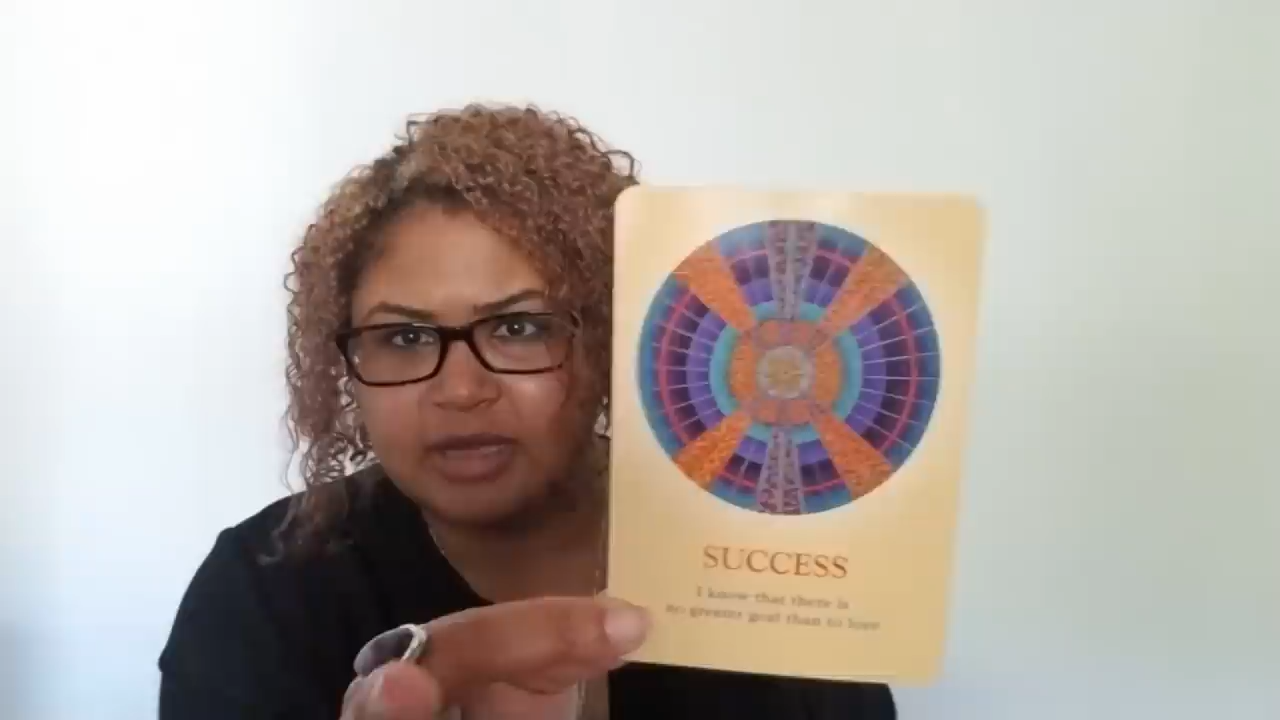 SUCCESS
I know that there is
no greater goal than to love